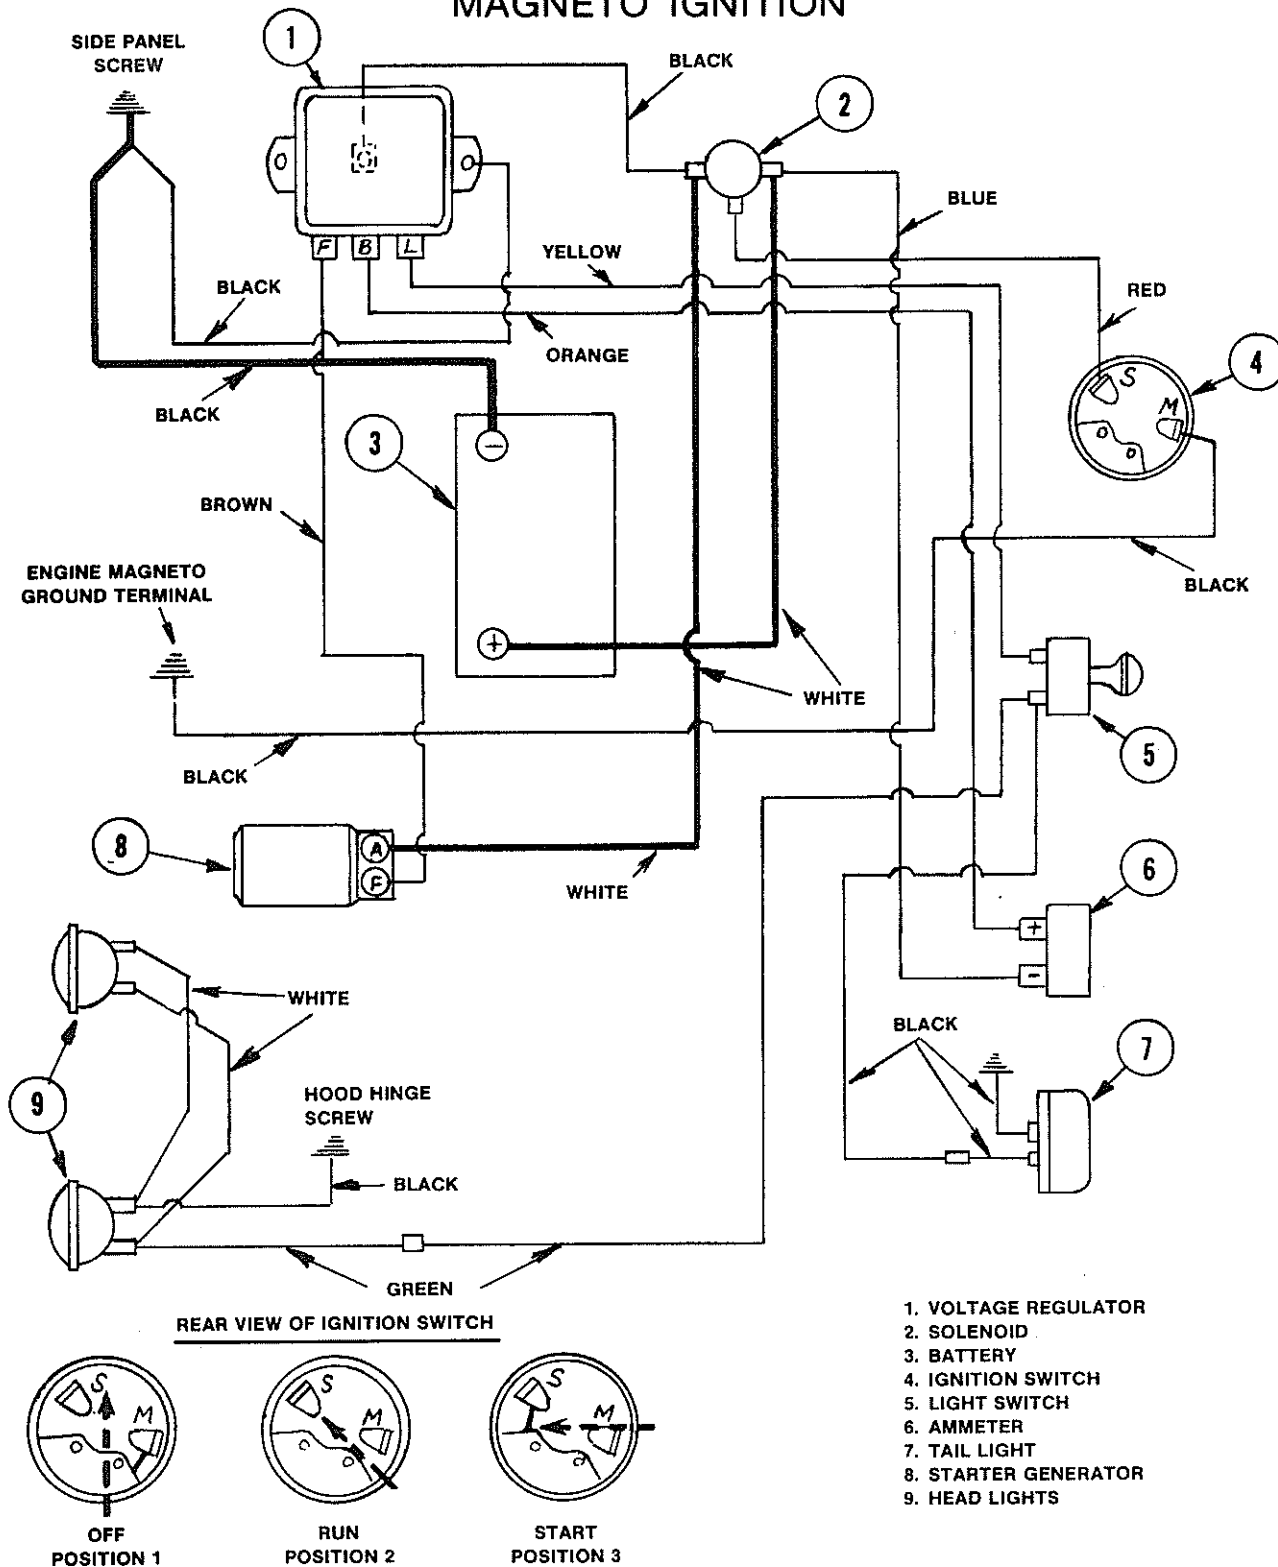 MAGNETO IGNITION
SIDE PANEL
SCREW
1
BLACK
2
BLUE
F B L
YELLOW
BLACK
RED
ORANGE
4
S
M
BLACK
3
−
BROWN
ENGINE MAGNETO
GROUND TERMINAL
BLACK
+
WHITE
5
BLACK
8
A
F
WHITE
6
+
-
WHITE
BLACK
7
9
HOOD HINGE
SCREW
BLACK
GREEN
REAR VIEW OF IGNITION SWITCH
S
M
S
M
S
M
OFF
POSITION 1
RUN
POSITION 2
START
POSITION 3
1. VOLTAGE REGULATOR
2. SOLENOID
3. BATTERY
4. IGNITION SWITCH
5. LIGHT SWITCH
6. AMMETER
7. TAIL LIGHT
8. STARTER GENERATOR
9. HEAD LIGHTS